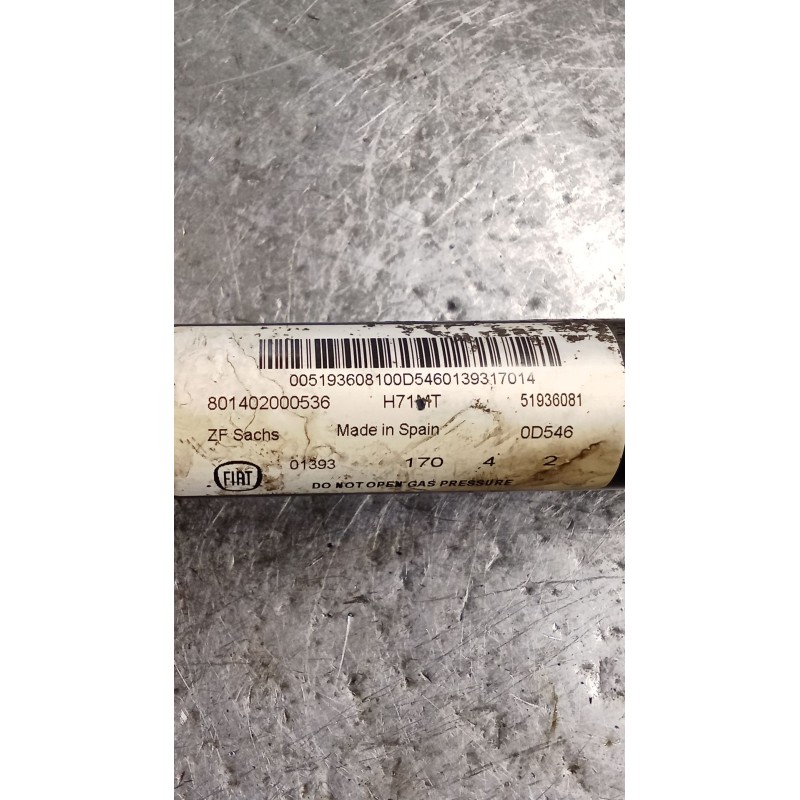 005193608100D5460139317014
801402000536 H71MT 51936081
ZF Sachs Made in Spain 0D546
FIAT 01393 170 4 2
DO NOT OPEN GAS PRESSURE